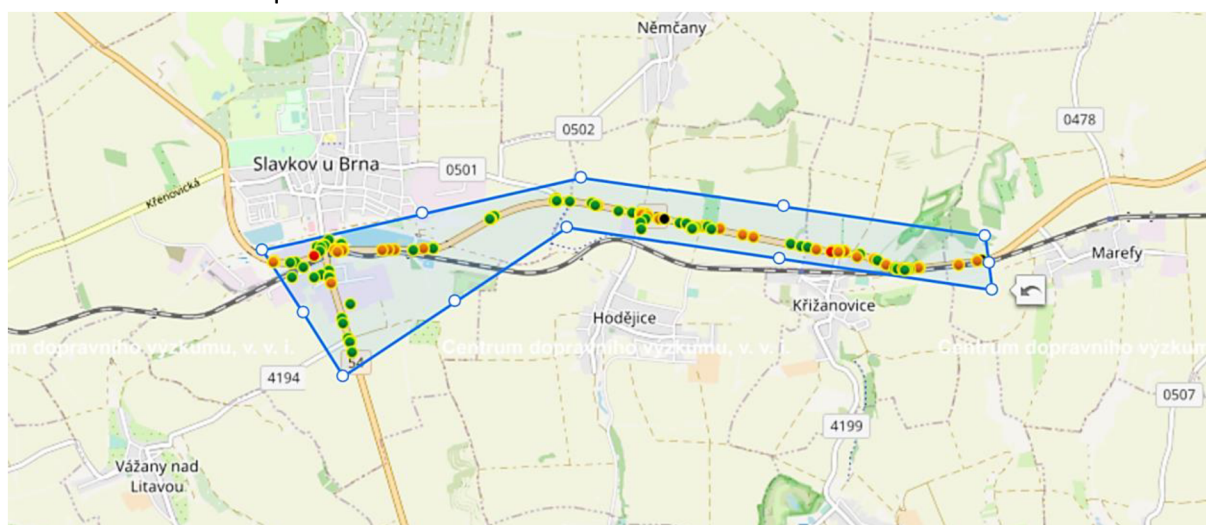 Němčany
0478
0502
Slavkov u Brna
0501
Křenovická
Marefy
Křižanovice
Hodějice
m dopravního výzkumu, v. v. i.
Centrum dopravního výzkumu, v. v. i.
Centrum dopravního výzkum
54
4194
0507
4199
Vážany nad
Litavou